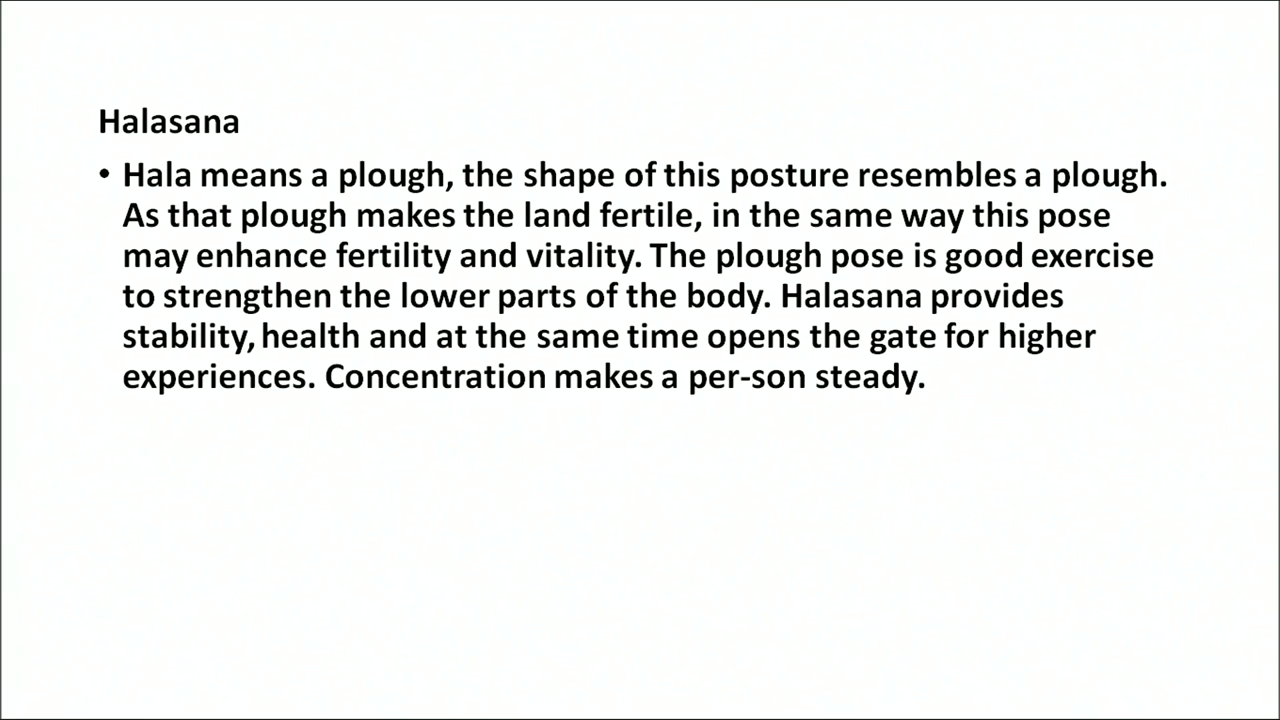 Halasana
• Hala means a plough, the shape of this posture resembles a plough.
As that plough makes the land fertile, in the same way this pose
may enhance fertility and vitality. The plough pose is good exercise
to strengthen the lower parts of the body. Halasana provides
stability, health and at the same time opens the gate for higher
experiences. Concentration makes a per-son steady.